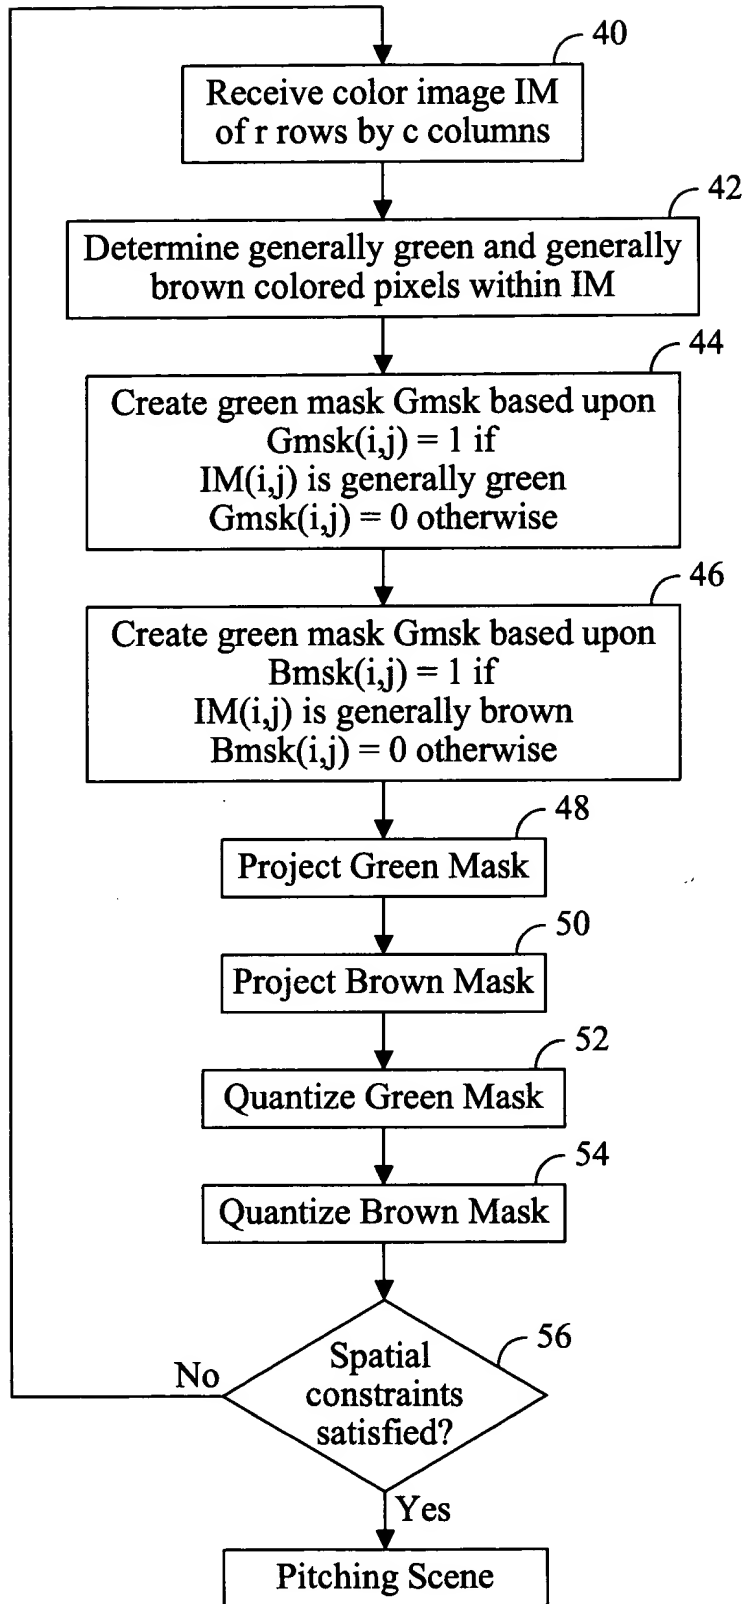 40
Receive color image IM
of r rows by c columns
42
Determine generally green and generally
brown colored pixels within IM
44
Create green mask Gmsk based upon
Gmsk(i,j) = 1 if
IM(i,j) is generally green
Gmsk(i,j) = 0 otherwise
46
Create green mask Gmsk based upon
Bmsk(i,j) = 1 if
IM(i,j) is generally brown
Bmsk(i,j) = 0 otherwise
48
Project Green Mask
50
Project Brown Mask
52
Quantize Green Mask
54
Quantize Brown Mask
56
No
Spatial
constraints
satisfied?
Yes
Pitching Scene